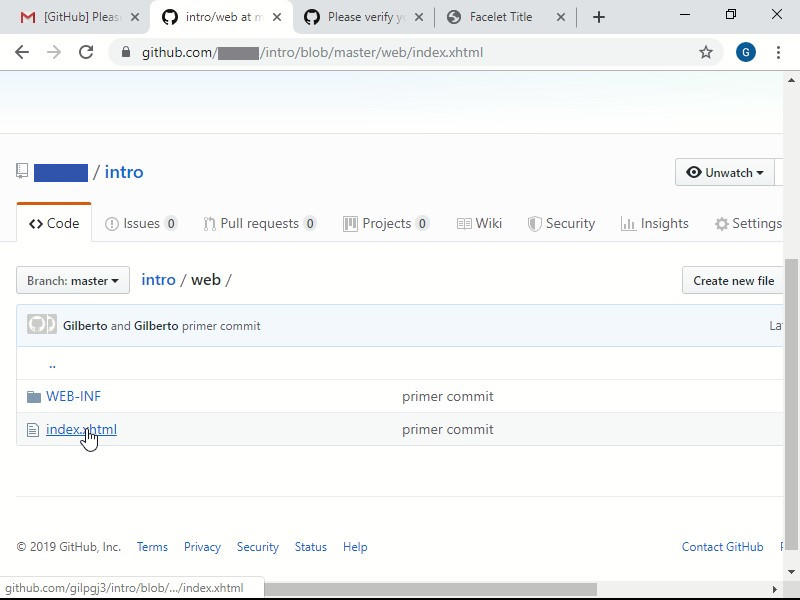 [GitHub] Pleas
intro/web at m
Please verify yo
Facelet Title
github.com/
/intro/blob/master/web/index.xhtml
G
/ intro
Unwatch
Code
Issues 0
Pull requests 0
Projects 0
Wiki
Security
Insights
Settings
Branch: master
intro / web /
Create new file
Gilberto and Gilberto primer commit
La
..
WEB-INF
primer commit
index.xhtml
primer commit
© 2019 GitHub, Inc.
Terms
Privacy
Security
Status
Help
Contact GitHub
github.com/gilpgj3/intro/blob/.../index.xhtml